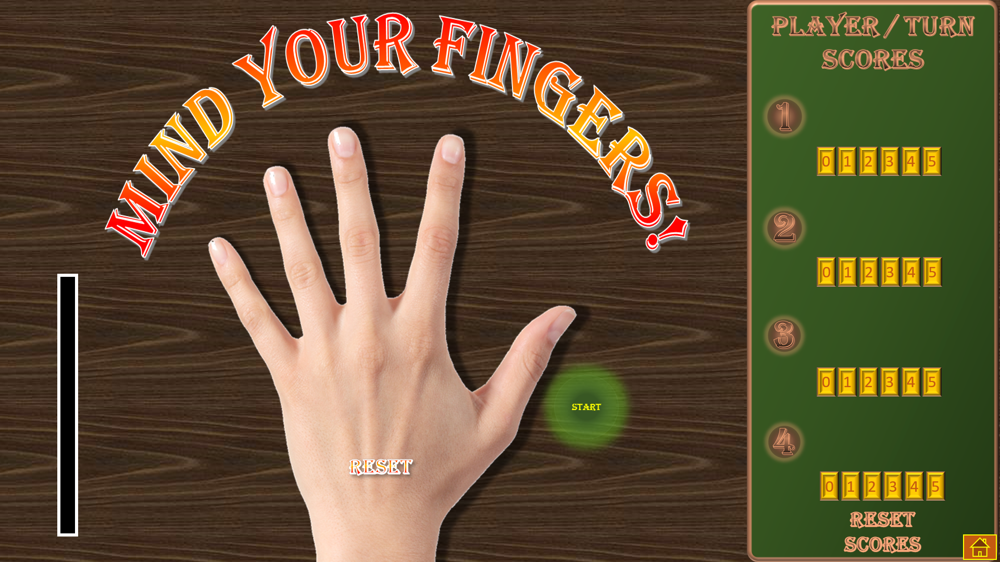 MIND YOUR FINGERS!
START
RESET
PLAYER/TURN
SCORES
1
0 1 2 3 4 5
2
0 1 2 3 4 5
3
0 1 2 3 4 5
4
0 1 2 3 4 5
RESET
SCORES